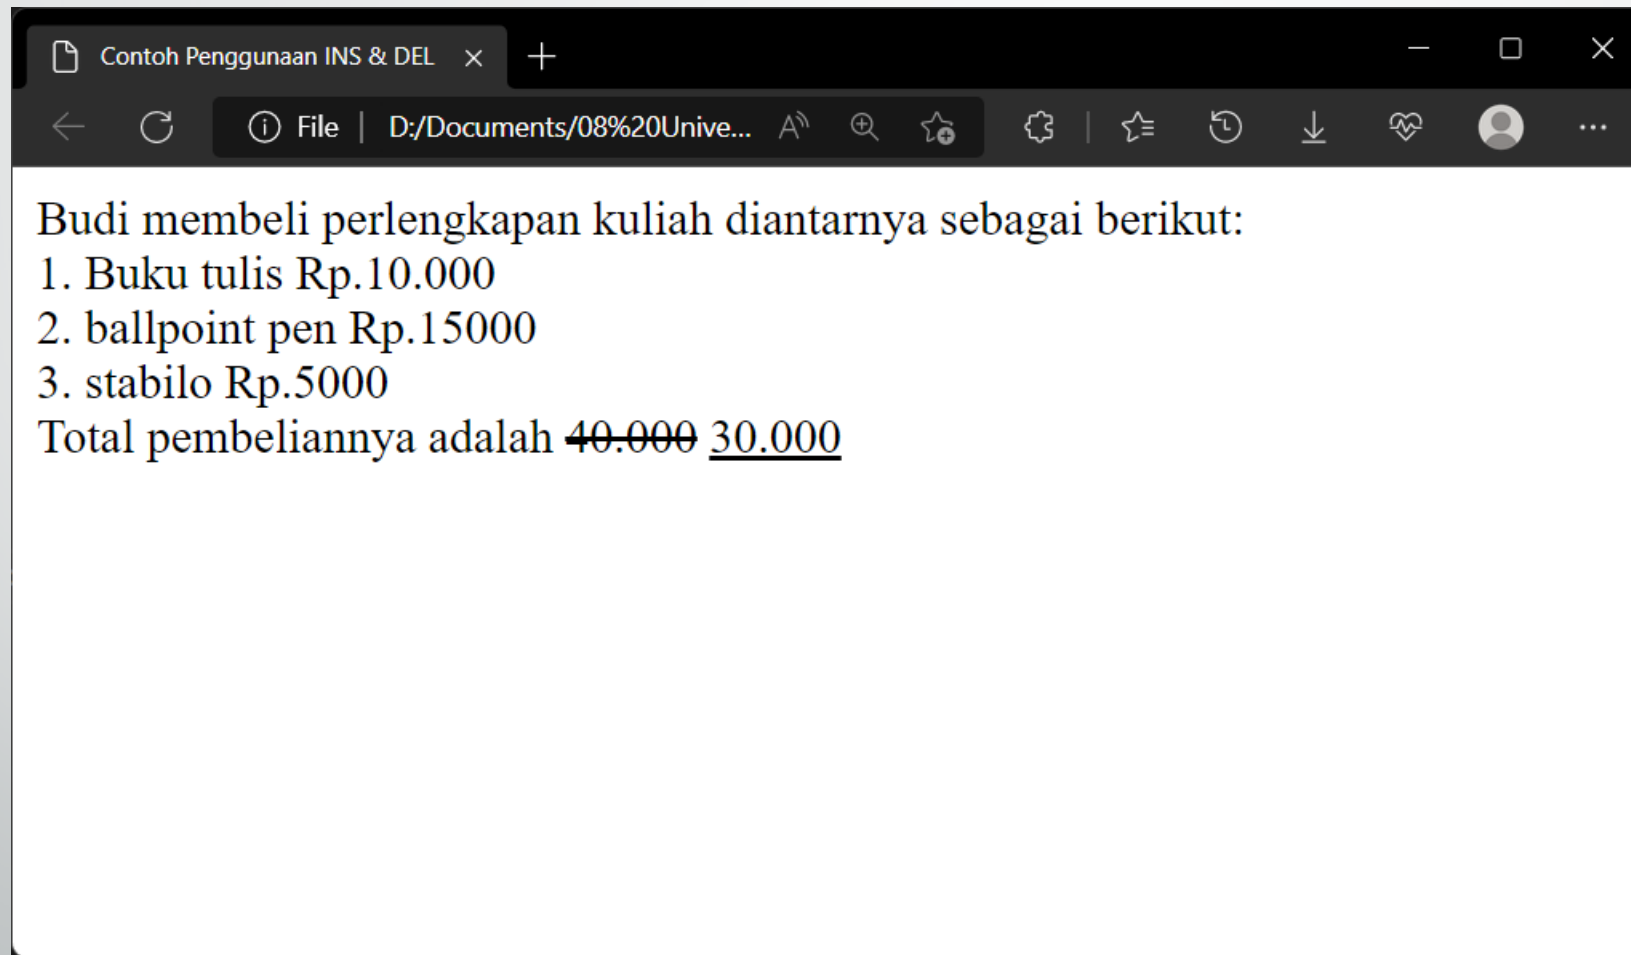 Contoh Penggunaan INS & DEL
File D:/Documents/08%20Unive...
Budi membeli perlengkapan kuliah diantarnya sebagai berikut:
1. Buku tulis Rp.10.000
2. ballpoint pen Rp.15000
3. stabilo Rp.5000
Total pembeliannya adalah 40.000 30.000